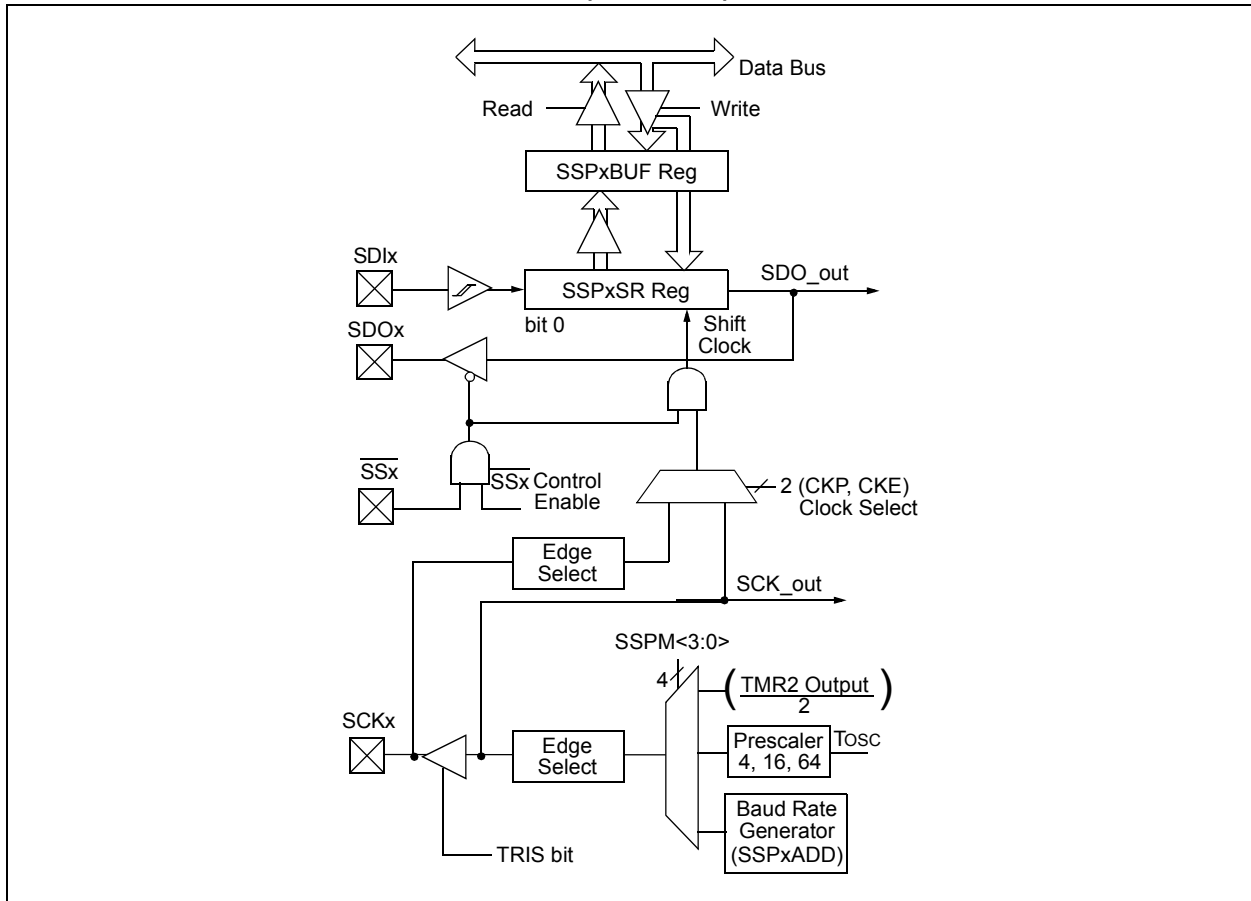 Data Bus
Read
Write
SSPxBUF Reg
SDIx
SSPxSR Reg
SDO_out
bit 0
Shift
Clock
SDOx
SSx
SSx Control
Enable
2 (CKP, CKE)
Clock Select
Edge
Select
SCK_out
SSPM<3:0>
4
(TMR2 Output)
2
SCKx
Edge
Select
Prescaler
4, 16, 64
TOSC
Baud Rate
Generator
(SSPxADD)
TRIS bit